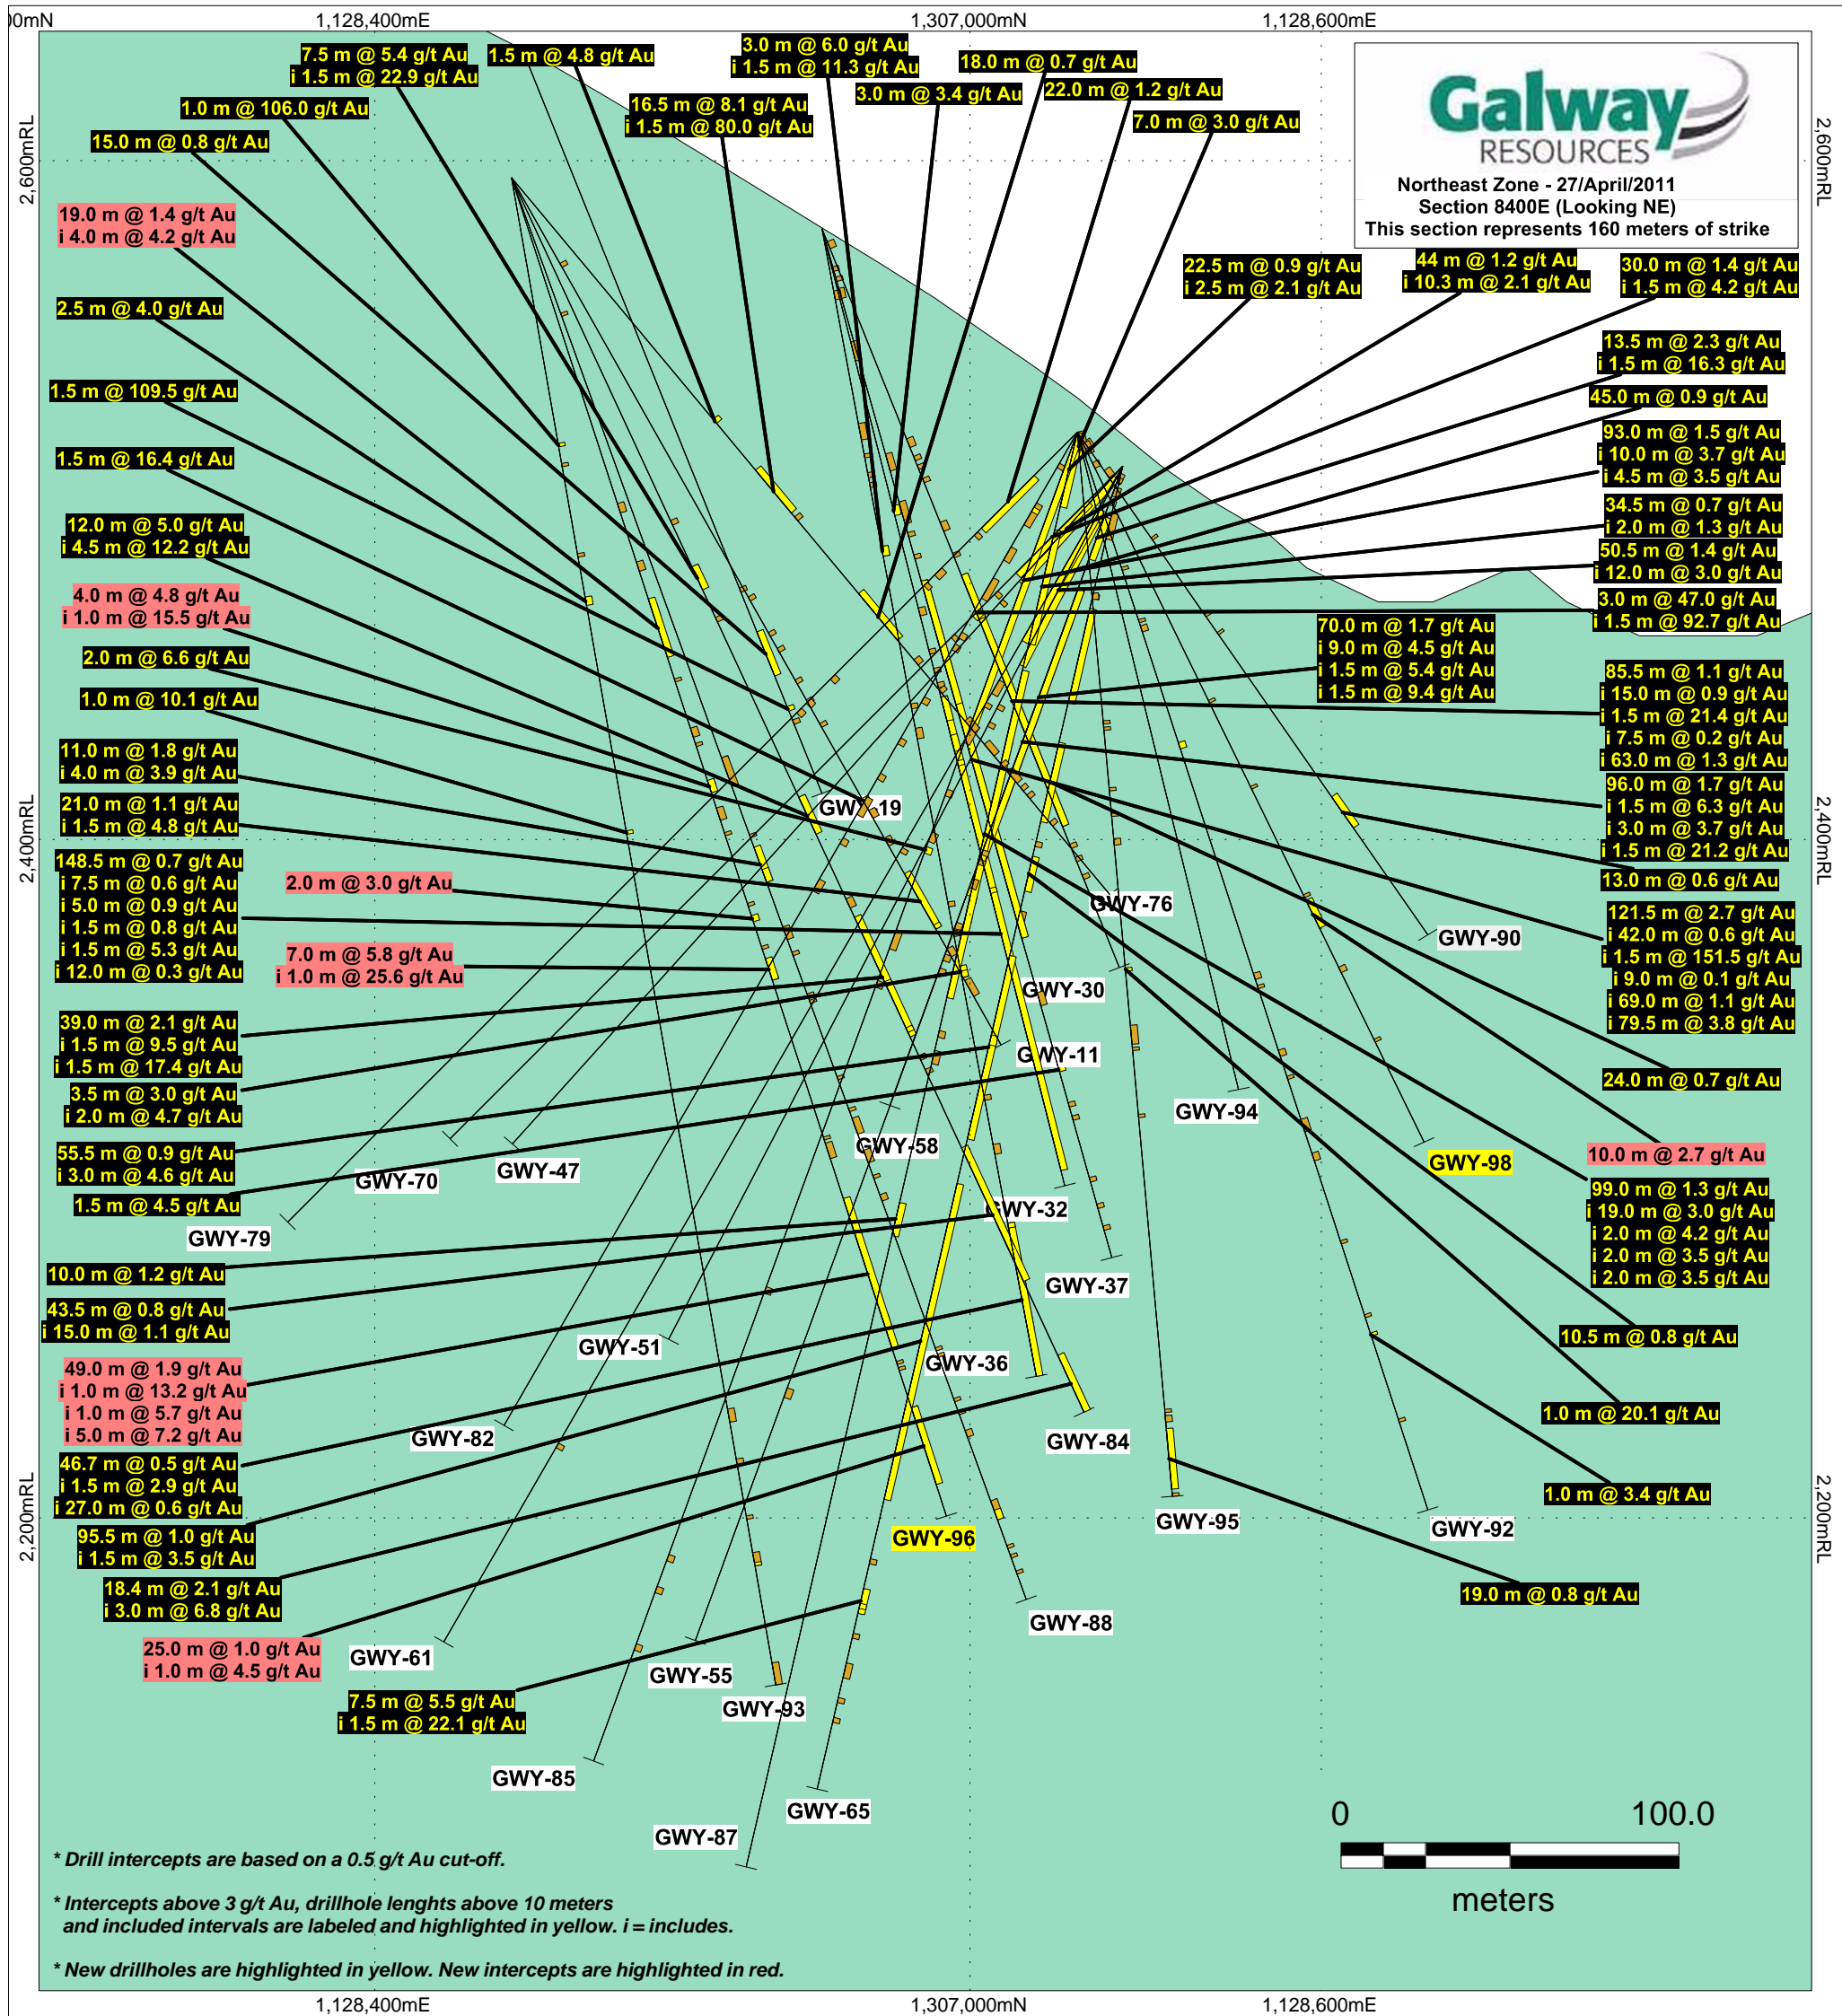 00mN
1,128,400mE
1,307,000mN
1,128,600mE
2,600mRL
2,600mRL
2,400mRL
2,400mRL
2,200mRL
2,200mRL
Galway
RESOURCES
Northeast Zone - 27/April/2011
Section 8400E (Looking NE)
This section represents 160 meters of strike
7.5 m @ 5.4 g/t Au
i 1.5 m @ 22.9 g/t Au
1.5 m @ 4.8 g/t Au
3.0 m @ 6.0 g/t Au
i 1.5 m @ 11.3 g/t Au
18.0 m @ 0.7 g/t Au
1.0 m @ 106.0 g/t Au
16.5 m @ 8.1 g/t Au
i 1.5 m @ 80.0 g/t Au
3.0 m @ 3.4 g/t Au
22.0 m @ 1.2 g/t Au
15.0 m @ 0.8 g/t Au
7.0 m @ 3.0 g/t Au
19.0 m @ 1.4 g/t Au
i 4.0 m @ 4.2 g/t Au
2.5 m @ 4.0 g/t Au
1.5 m @ 109.5 g/t Au
1.5 m @ 16.4 g/t Au
12.0 m @ 5.0 g/t Au
i 4.5 m @ 12.2 g/t Au
4.0 m @ 4.8 g/t Au
i 1.0 m @ 15.5 g/t Au
2.0 m @ 6.6 g/t Au
1.0 m @ 10.1 g/t Au
11.0 m @ 1.8 g/t Au
i 4.0 m @ 3.9 g/t Au
21.0 m @ 1.1 g/t Au
i 1.5 m @ 4.8 g/t Au
148.5 m @ 0.7 g/t Au
i 7.5 m @ 0.6 g/t Au
i 5.0 m @ 0.9 g/t Au
i 1.5 m @ 0.8 g/t Au
i 1.5 m @ 5.3 g/t Au
i 12.0 m @ 0.3 g/t Au
2.0 m @ 3.0 g/t Au
7.0 m @ 5.8 g/t Au
i 1.0 m @ 25.6 g/t Au
39.0 m @ 2.1 g/t Au
i 1.5 m @ 9.5 g/t Au
i 1.5 m @ 17.4 g/t Au
3.5 m @ 3.0 g/t Au
i 2.0 m @ 4.7 g/t Au
55.5 m @ 0.9 g/t Au
i 3.0 m @ 4.6 g/t Au
1.5 m @ 4.5 g/t Au
10.0 m @ 1.2 g/t Au
43.5 m @ 0.8 g/t Au
i 15.0 m @ 1.1 g/t Au
49.0 m @ 1.9 g/t Au
i 1.0 m @ 13.2 g/t Au
i 1.0 m @ 5.7 g/t Au
i 5.0 m @ 7.2 g/t Au
46.7 m @ 0.5 g/t Au
i 1.5 m @ 2.9 g/t Au
i 27.0 m @ 0.6 g/t Au
95.5 m @ 1.0 g/t Au
i 1.5 m @ 3.5 g/t Au
18.4 m @ 2.1 g/t Au
i 3.0 m @ 6.8 g/t Au
25.0 m @ 1.0 g/t Au
i 1.0 m @ 4.5 g/t Au
7.5 m @ 5.5 g/t Au
i 1.5 m @ 22.1 g/t Au
22.5 m @ 0.9 g/t Au
i 2.5 m @ 2.1 g/t Au
44 m @ 1.2 g/t Au
i 10.3 m @ 2.1 g/t Au
30.0 m @ 1.4 g/t Au
i 1.5 m @ 4.2 g/t Au
13.5 m @ 2.3 g/t Au
i 1.5 m @ 16.3 g/t Au
45.0 m @ 0.9 g/t Au
93.0 m @ 1.5 g/t Au
i 10.0 m @ 3.7 g/t Au
i 4.5 m @ 3.5 g/t Au
34.5 m @ 0.7 g/t Au
i 2.0 m @ 1.3 g/t Au
50.5 m @ 1.4 g/t Au
i 12.0 m @ 3.0 g/t Au
3.0 m @ 47.0 g/t Au
i 1.5 m @ 92.7 g/t Au
70.0 m @ 1.7 g/t Au
i 9.0 m @ 4.5 g/t Au
i 1.5 m @ 5.4 g/t Au
i 1.5 m @ 9.4 g/t Au
85.5 m @ 1.1 g/t Au
i 15.0 m @ 0.9 g/t Au
i 1.5 m @ 21.4 g/t Au
i 7.5 m @ 0.2 g/t Au
i 63.0 m @ 1.3 g/t Au
96.0 m @ 1.7 g/t Au
i 1.5 m @ 6.3 g/t Au
i 3.0 m @ 3.7 g/t Au
i 1.5 m @ 21.2 g/t Au
13.0 m @ 0.6 g/t Au
121.5 m @ 2.7 g/t Au
i 42.0 m @ 0.6 g/t Au
i 1.5 m @ 151.5 g/t Au
i 9.0 m @ 0.1 g/t Au
i 69.0 m @ 1.1 g/t Au
i 79.5 m @ 3.8 g/t Au
24.0 m @ 0.7 g/t Au
10.0 m @ 2.7 g/t Au
99.0 m @ 1.3 g/t Au
i 19.0 m @ 3.0 g/t Au
i 2.0 m @ 4.2 g/t Au
i 2.0 m @ 3.5 g/t Au
i 2.0 m @ 3.5 g/t Au
10.5 m @ 0.8 g/t Au
1.0 m @ 20.1 g/t Au
1.0 m @ 3.4 g/t Au
19.0 m @ 0.8 g/t Au
GWY-19
GWY-76
GWY-90
GWY-30
GWY-11
GWY-94
GWY-58
GWY-98
GWY-47
GWY-70
GWY-32
GWY-79
GWY-37
GWY-51
GWY-36
GWY-82
GWY-84
GWY-96
GWY-95
GWY-92
GWY-88
GWY-61
GWY-55
GWY-93
GWY-85
GWY-65
GWY-87
0
100.0
meters
* Drill intercepts are based on a 0.5 g/t Au cut-off.
* Intercepts above 3 g/t Au, drillhole lenghts above 10 meters
and included intervals are labeled and highlighted in yellow. i = includes.
* New drillholes are highlighted in yellow. New intercepts are highlighted in red.
1,128,400mE
1,307,000mN
1,128,600mE